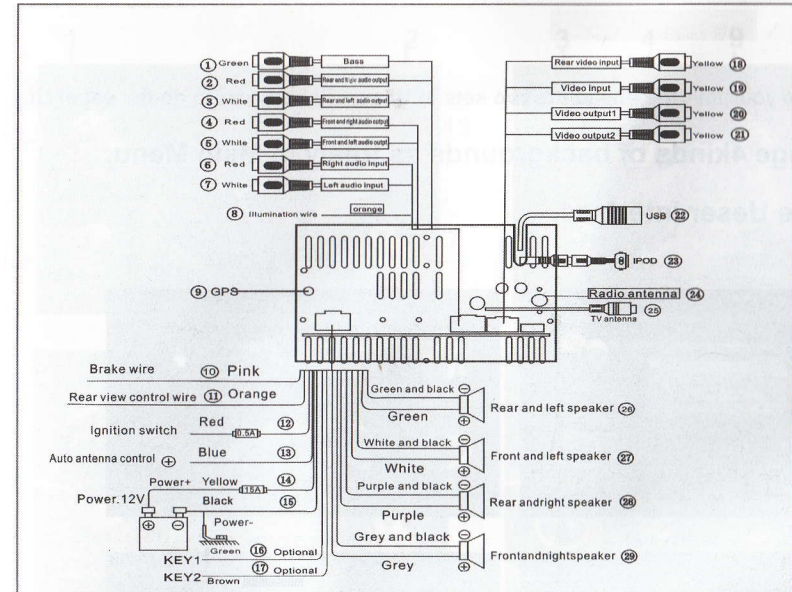 ① Green Bass
② Red Rear and Right audio output
③ White Rear and left audio output
④ Red Front and right audio output
⑤ White Front and left audio output
⑥ Red Right audio input
⑦ White Left audio input
⑧ Illumination wire orange
Rear video input Yellow ⑱
Video input Yellow ⑲
Video output1 Yellow ⑳
Video output2 Yellow ㉑
USB ㉒
IPOD ㉓
⑨ GPS
Radio antenna ㉔
㉕
TV antenna
Brake wire ⑩ Pink
Rear view control wire ⑪ Orange
Ignition switch Red ⑫
0.5A
Auto antenna control ⊕ Blue ⑬
Power+ Yellow ⑭
15A
Power.12V Black ⑮
⊕ ⊖ Power-
Green ⑯ Optional
KEY1
⑰ Optional
KEY2 Brown
Green and black ⊖
Green ⊕
Rear and left speaker ㉖
White and black ⊖
White ⊕
Front and left speaker ㉗
Purple and black ⊖
Purple ⊕
Rear andright speaker ㉘
Grey and black ⊖
Grey ⊕
Frontandnightspeaker ㉙